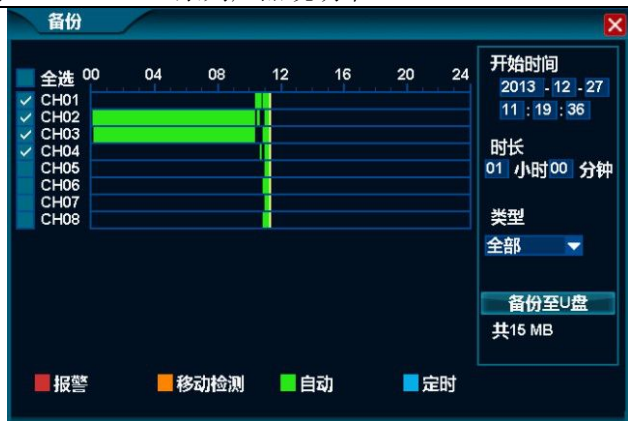 备份
全选 00 04 08 12 16 20 24
CH01
CH02
CH03
CH04
CH05
CH06
CH07
CH08
开始时间
2013 - 12 - 27
11 : 19 : 36
时长
01 小时 00 分钟
类型
全部
备份至U盘
共15 MB
报警 移动检测 自动 定时